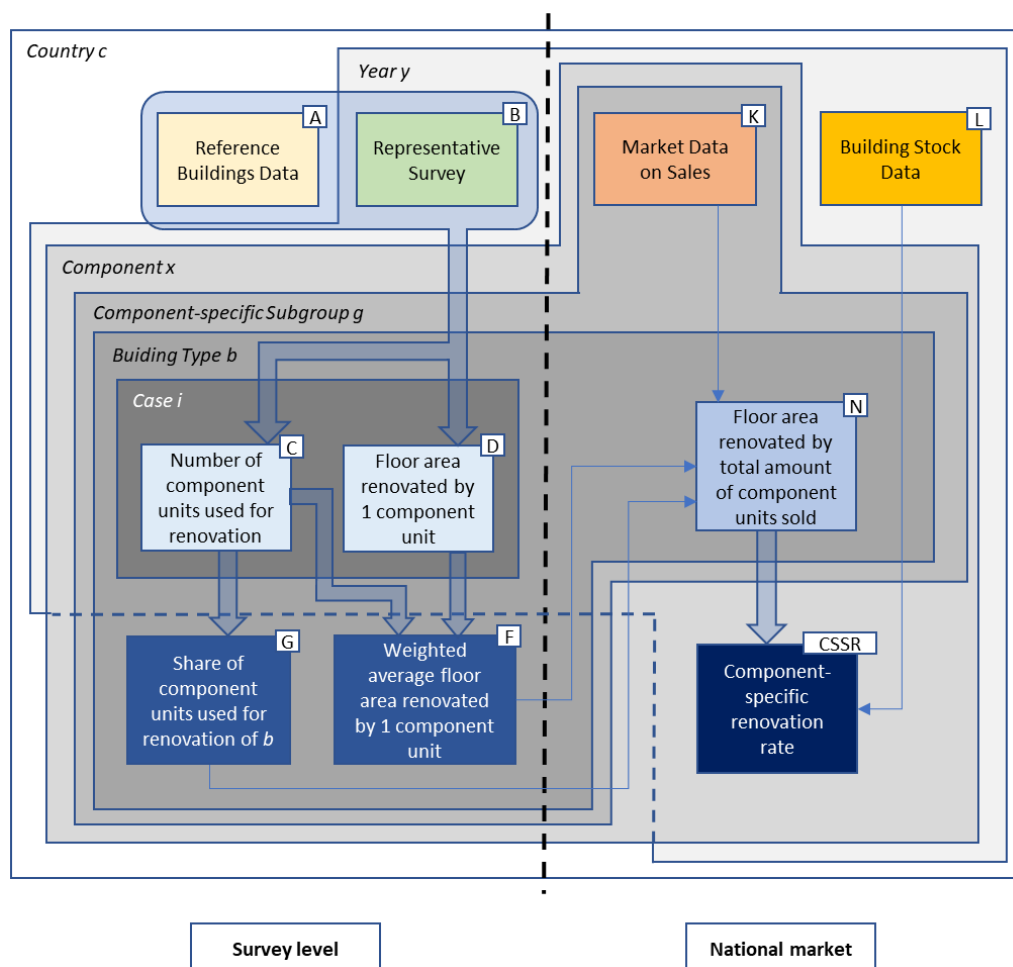 Country c
Year y
A
Reference
Buildings Data
B
Representative
Survey
K
Market Data
on Sales
L
Building Stock
Data
Component x
Component-specific Subgroup g
Buiding Type b
Case i
C
Number of
component
units used for
renovation
D
Floor area
renovated by
1 component
unit
N
Floor area
renovated by
total amount
of component
units sold
G
Share of
component
units used for
renovation of b
F
Weighted
average floor
area renovated
by 1 component
unit
CSSR
Component-
specific
renovation
rate
Survey level
National market